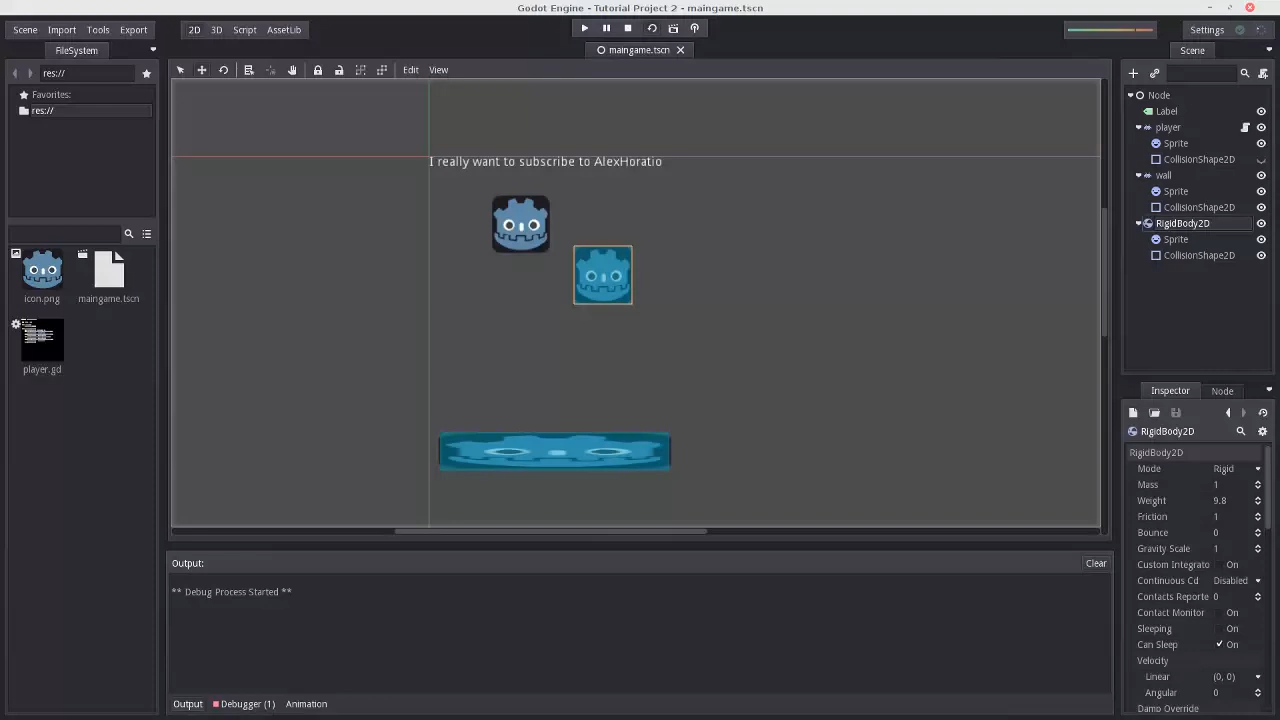 Godot Engine - Tutorial Project 2 - maingame.tscn
Scene Import Tools Export
2D 3D Script AssetLib
Settings
FileSystem
maingame.tscn
Scene
res://
Edit View
Favorites:
res://
Node
Label
player
Sprite
CollisionShape2D
wall
Sprite
CollisionShape2D
RigidBody2D
Sprite
CollisionShape2D
I really want to subscribe to AlexHoratio
icon.png
maingame.tscn
player.gd
Inspector Node
RigidBody2D
RigidBody2D
Mode Rigid
Mass 1
Weight 9.8
Friction 1
Bounce 0
Gravity Scale 1
Custom Integrato On
Continuous Cd Disabled
Contacts Reporte 0
Contact Monitor On
Sleeping On
Can Sleep On
Velocity
Linear (0, 0)
Angular 0
Damp Override
Output:
Clear
** Debug Process Started **
Output Debugger (1) Animation